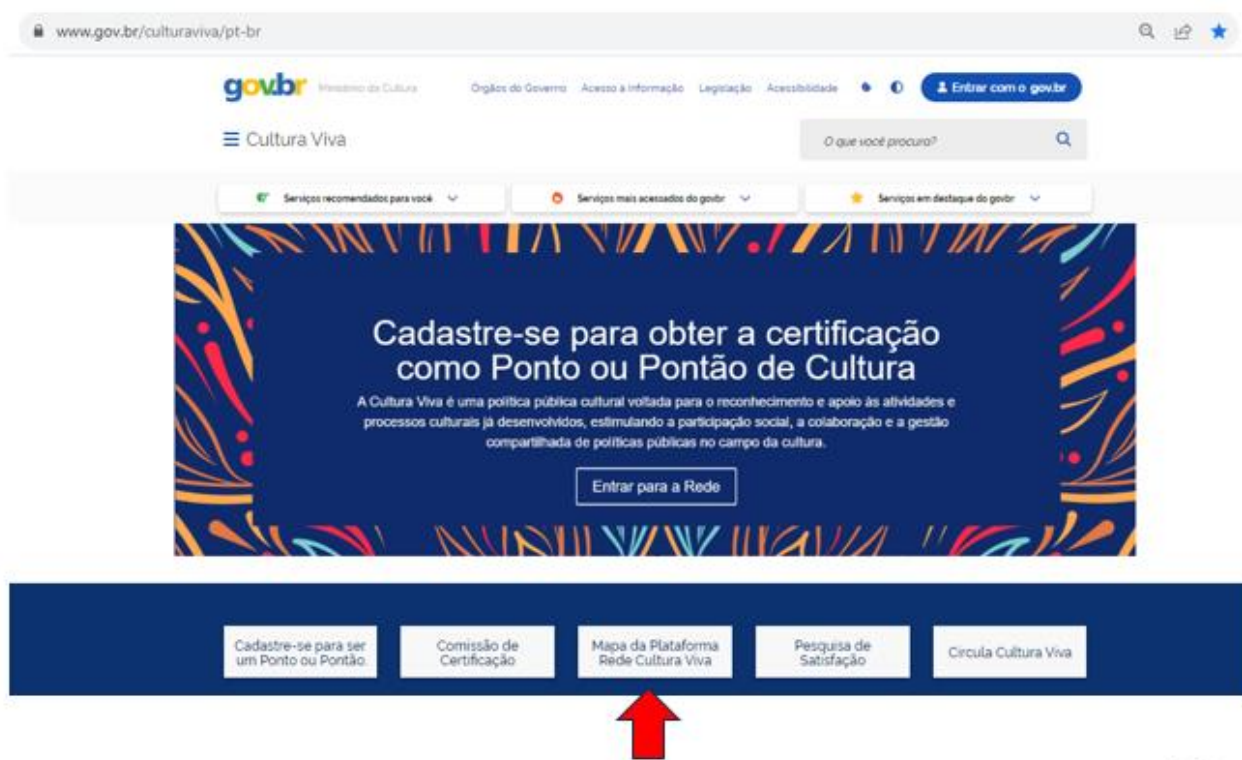 www.gov.br/culturaviva/pt-br
gov.br Ministério da Cultura Órgãos do Governo Acesso à Informação Legislação Acessibilidade Entrar com o gov.br
Cultura Viva O que você procura?
Serviços recomendados para você Serviços mais acessados do govbr Serviços em destaque do govbr
Cadastre-se para obter a certificação
como Ponto ou Pontão de Cultura
A Cultura Viva é uma política pública cultural voltada para o reconhecimento e apoio às atividades e
processos culturais já desenvolvidos, estimulando a participação social, a colaboração e a gestão
compartilhada de políticas públicas no campo da cultura.
Entrar para a Rede
Cadastre-se para ser
um Ponto ou Pontão.
Comissão de
Certificação
Mapa da Plataforma
Rede Cultura Viva
Pesquisa de
Satisfação
Circula Cultura Viva